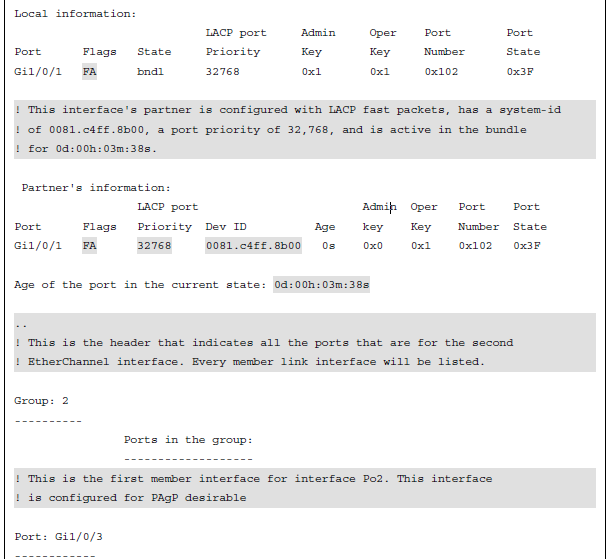 Local information:
LACP port Admin Oper Port Port
Port Flags State Priority Key Key Number State
Gi1/0/1 FA bndl 32768 0x1 0x1 0x102 0x3F
! This interface's partner is configured with LACP fast packets, has a system-id
! of 0081.c4ff.8b00, a port priority of 32,768, and is active in the bundle
! for 0d:00h:03m:38s.
Partner's information:
LACP port Admin Oper Port Port
Port Flags Priority Dev ID Age key Key Number State
Gi1/0/1 FA 32768 0081.c4ff.8b00 0s 0x0 0x1 0x102 0x3F
Age of the port in the current state: 0d:00h:03m:38s
..
! This is the header that indicates all the ports that are for the second
! EtherChannel interface. Every member link interface will be listed.
Group: 2
----------
Ports in the group:
-------------------
! This is the first member interface for interface Po2. This interface
! is configured for PAgP desirable
Port: Gi1/0/3
------------